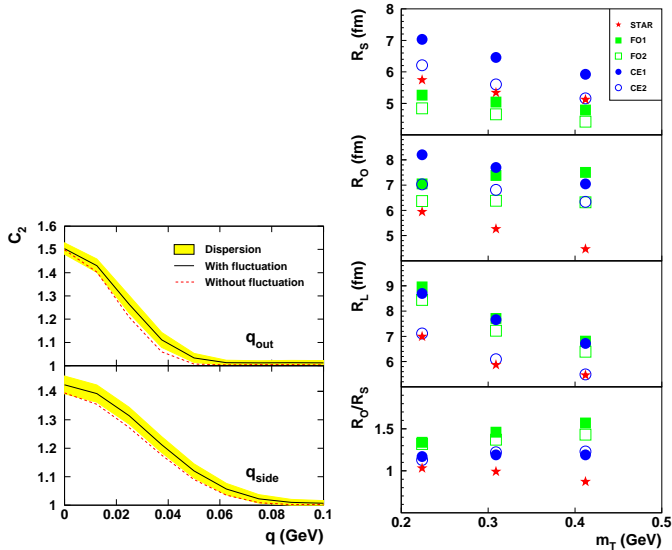 C2
1.6
1.5
1.4
1.3
1.2
1.1
1
Dispersion
With fluctuation
Without fluctuation
qout
1.4
1.3
1.2
1.1
1
qside
0
0.02
0.04
0.06
0.08
0.1
q (GeV)
RS (fm)
8
7
6
5
STAR
FO1
FO2
CE1
CE2
RO (fm)
8
7
6
5
RL (fm)
9
8
7
6
RO/RS
1.5
1
0.2
0.3
0.4
0.5
mT (GeV)